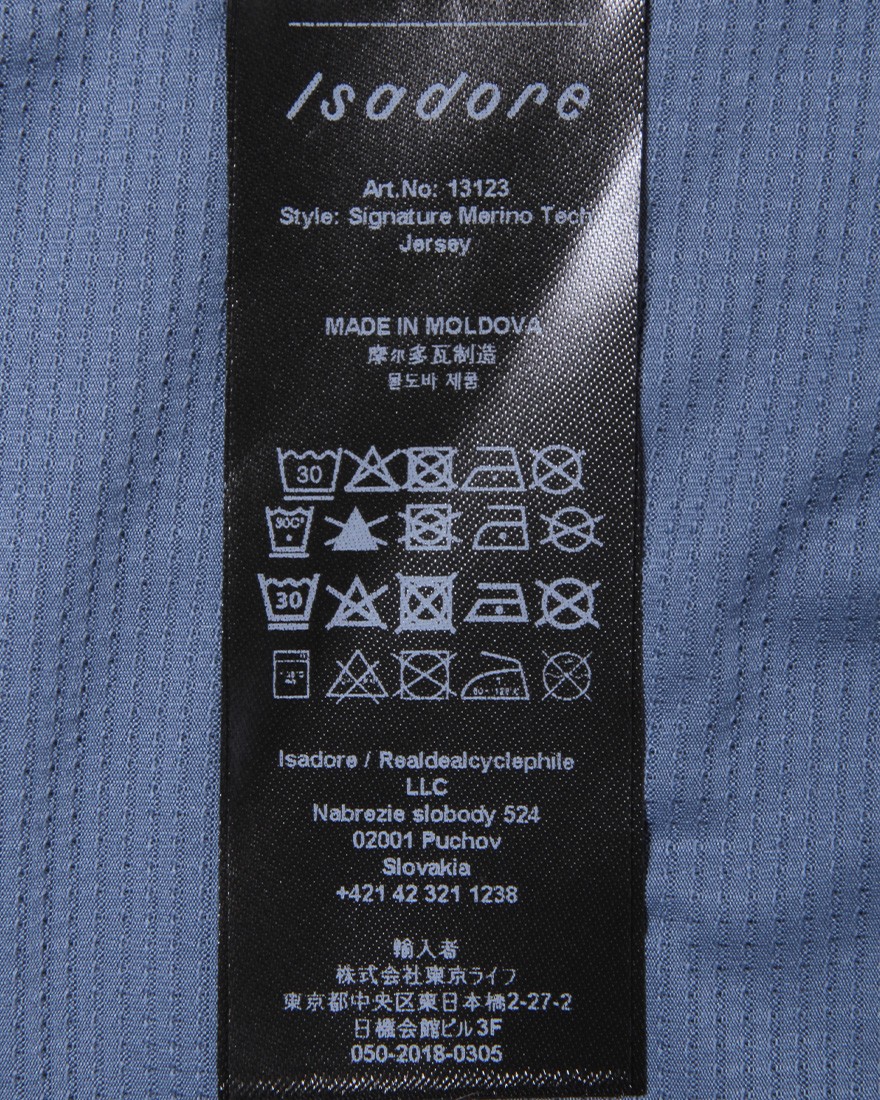 Isadore
Art.No: 13123
Style: Signature Merino Tech
Jersey
MADE IN MOLDOVA
摩尔多瓦制造
몰도바 제품
30
30C°
30
Isadore / Realdealcyclephile
LLC
Nabrezie slobody 524
02001 Puchov
Slovakia
+421 42 321 1238
輸入者
株式会社東京ライフ
東京都中央区東日本橋2-27-2
日機会館ビル3F
050-2018-0305